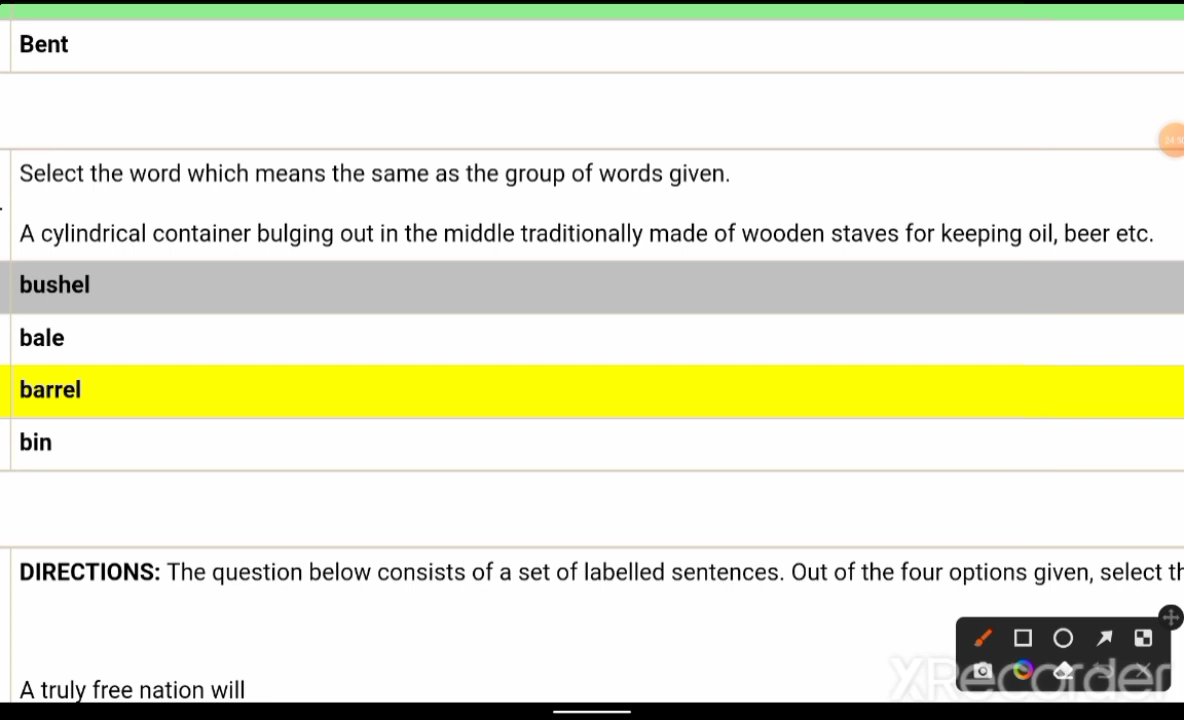 Bent
Select the word which means the same as the group of words given.
A cylindrical container bulging out in the middle traditionally made of wooden staves for keeping oil, beer etc.
bushel
bale
barrel
bin
DIRECTIONS: The question below consists of a set of labelled sentences. Out of the four options given, select th
A truly free nation will
XRecorder